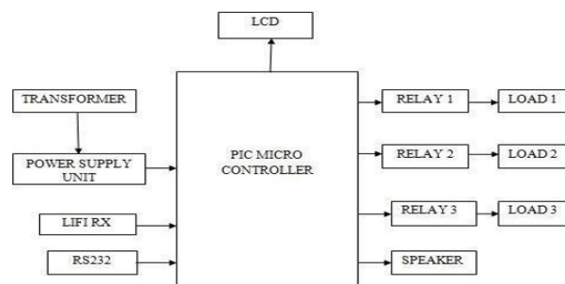 LCD
TRANSFORMER
POWER SUPPLY
UNIT
LIFI RX
RS232
PIC MICRO
CONTROLLER
RELAY 1
LOAD 1
RELAY 2
LOAD 2
RELAY 3
LOAD 3
SPEAKER